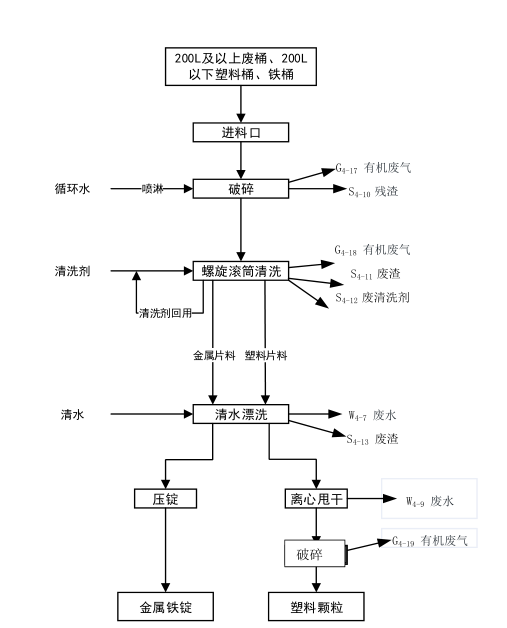 200L及以上废桶、200L
以下塑料桶、铁桶
进料口
G₄₋₁₇ 有机废气
循环水
喷淋
破碎
S₄₋₁₀ 残渣
G₄₋₁₈ 有机废气
清洗剂
螺旋滚筒清洗
S₄₋₁₁ 废渣
S₄₋₁₂ 废清洗剂
清洗剂回用
金属片料
塑料片料
清水
清水漂洗
W₄₋₇ 废水
S₄₋₁₃ 废渣
压锭
离心甩干
W₄₋₉ 废水
G₄₋₁₉ 有机废气
破碎
金属铁锭
塑料颗粒